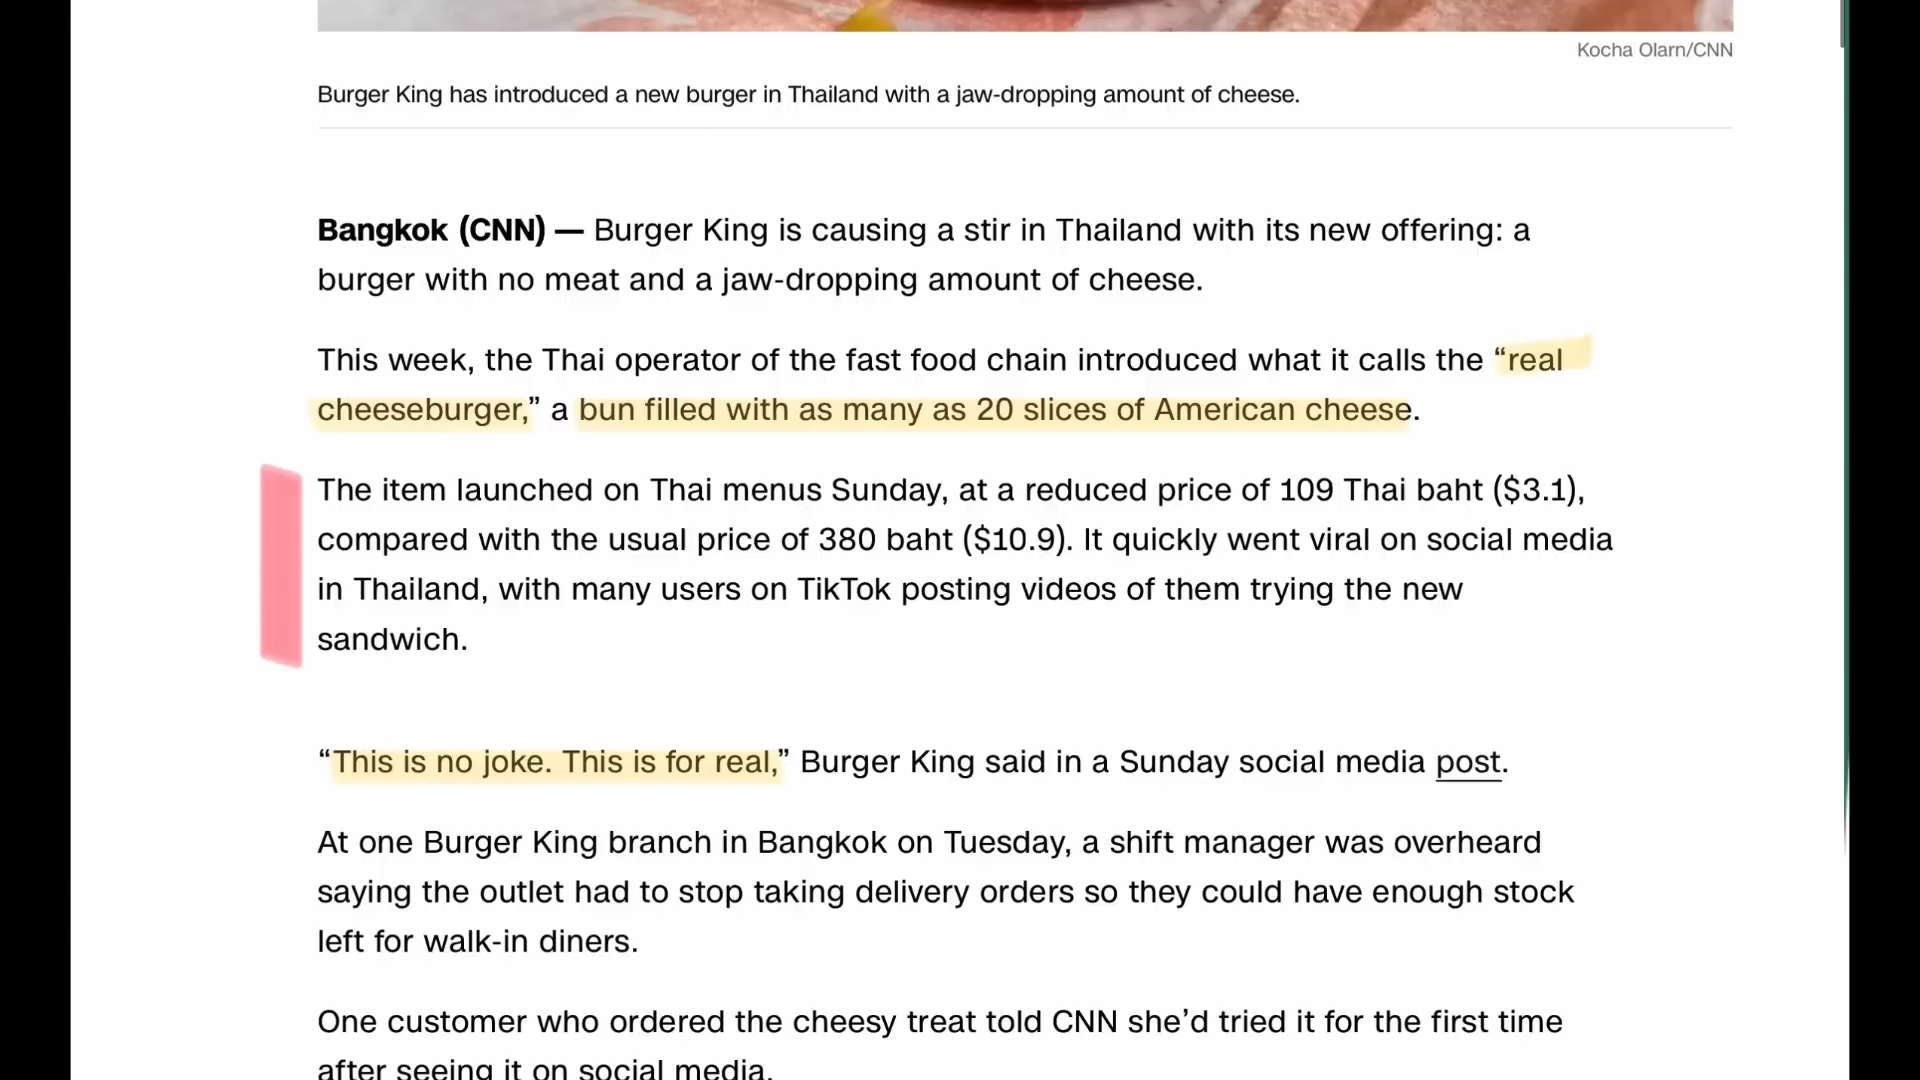 Kocha Olarn/CNN
Burger King has introduced a new burger in Thailand with a jaw-dropping amount of cheese.
Bangkok (CNN) — Burger King is causing a stir in Thailand with its new offering: a
burger with no meat and a jaw-dropping amount of cheese.
This week, the Thai operator of the fast food chain introduced what it calls the “real
cheeseburger,” a bun filled with as many as 20 slices of American cheese.
The item launched on Thai menus Sunday, at a reduced price of 109 Thai baht ($3.1),
compared with the usual price of 380 baht ($10.9). It quickly went viral on social media
in Thailand, with many users on TikTok posting videos of them trying the new
sandwich.
“This is no joke. This is for real,” Burger King said in a Sunday social media post.
At one Burger King branch in Bangkok on Tuesday, a shift manager was overheard
saying the outlet had to stop taking delivery orders so they could have enough stock
left for walk-in diners.
One customer who ordered the cheesy treat told CNN she’d tried it for the first time
after seeing it on social media.